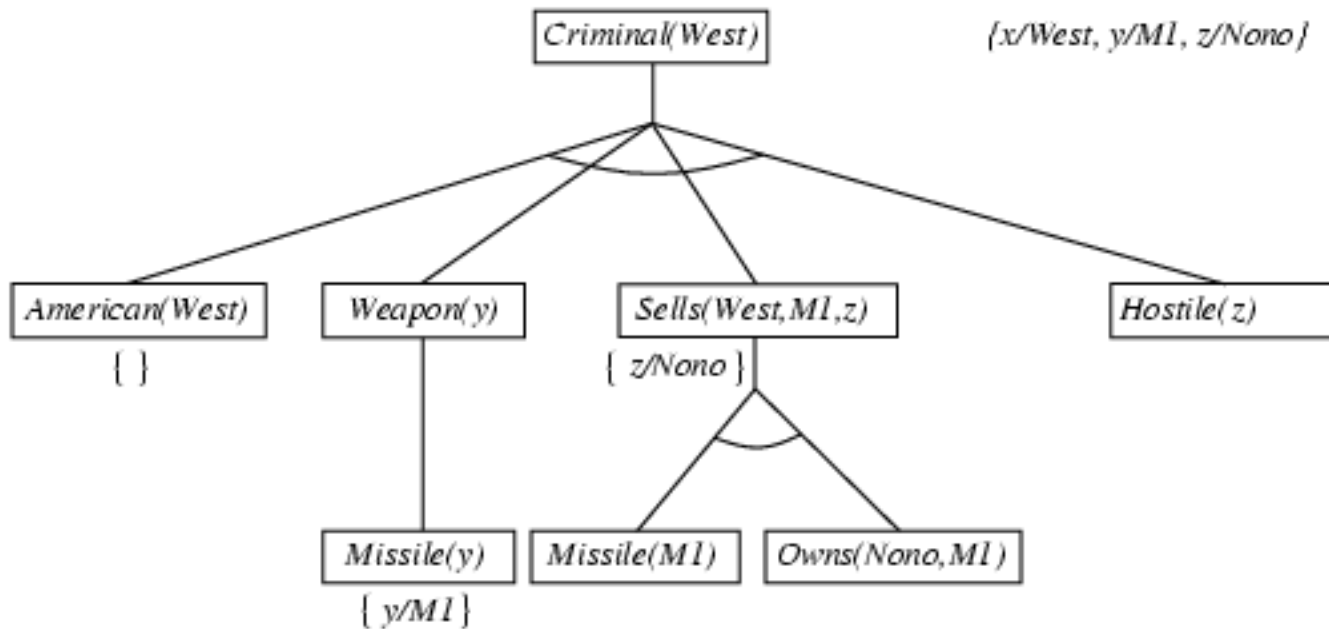 Criminal(West)
{x/West, y/M1, z/Nono}
American(West)
Weapon(y)
Sells(West,M1,z)
Hostile(z)
{ }
{ z/Nono }
Missile(y)
Missile(M1)
Owns(Nono,M1)
{ y/M1 }